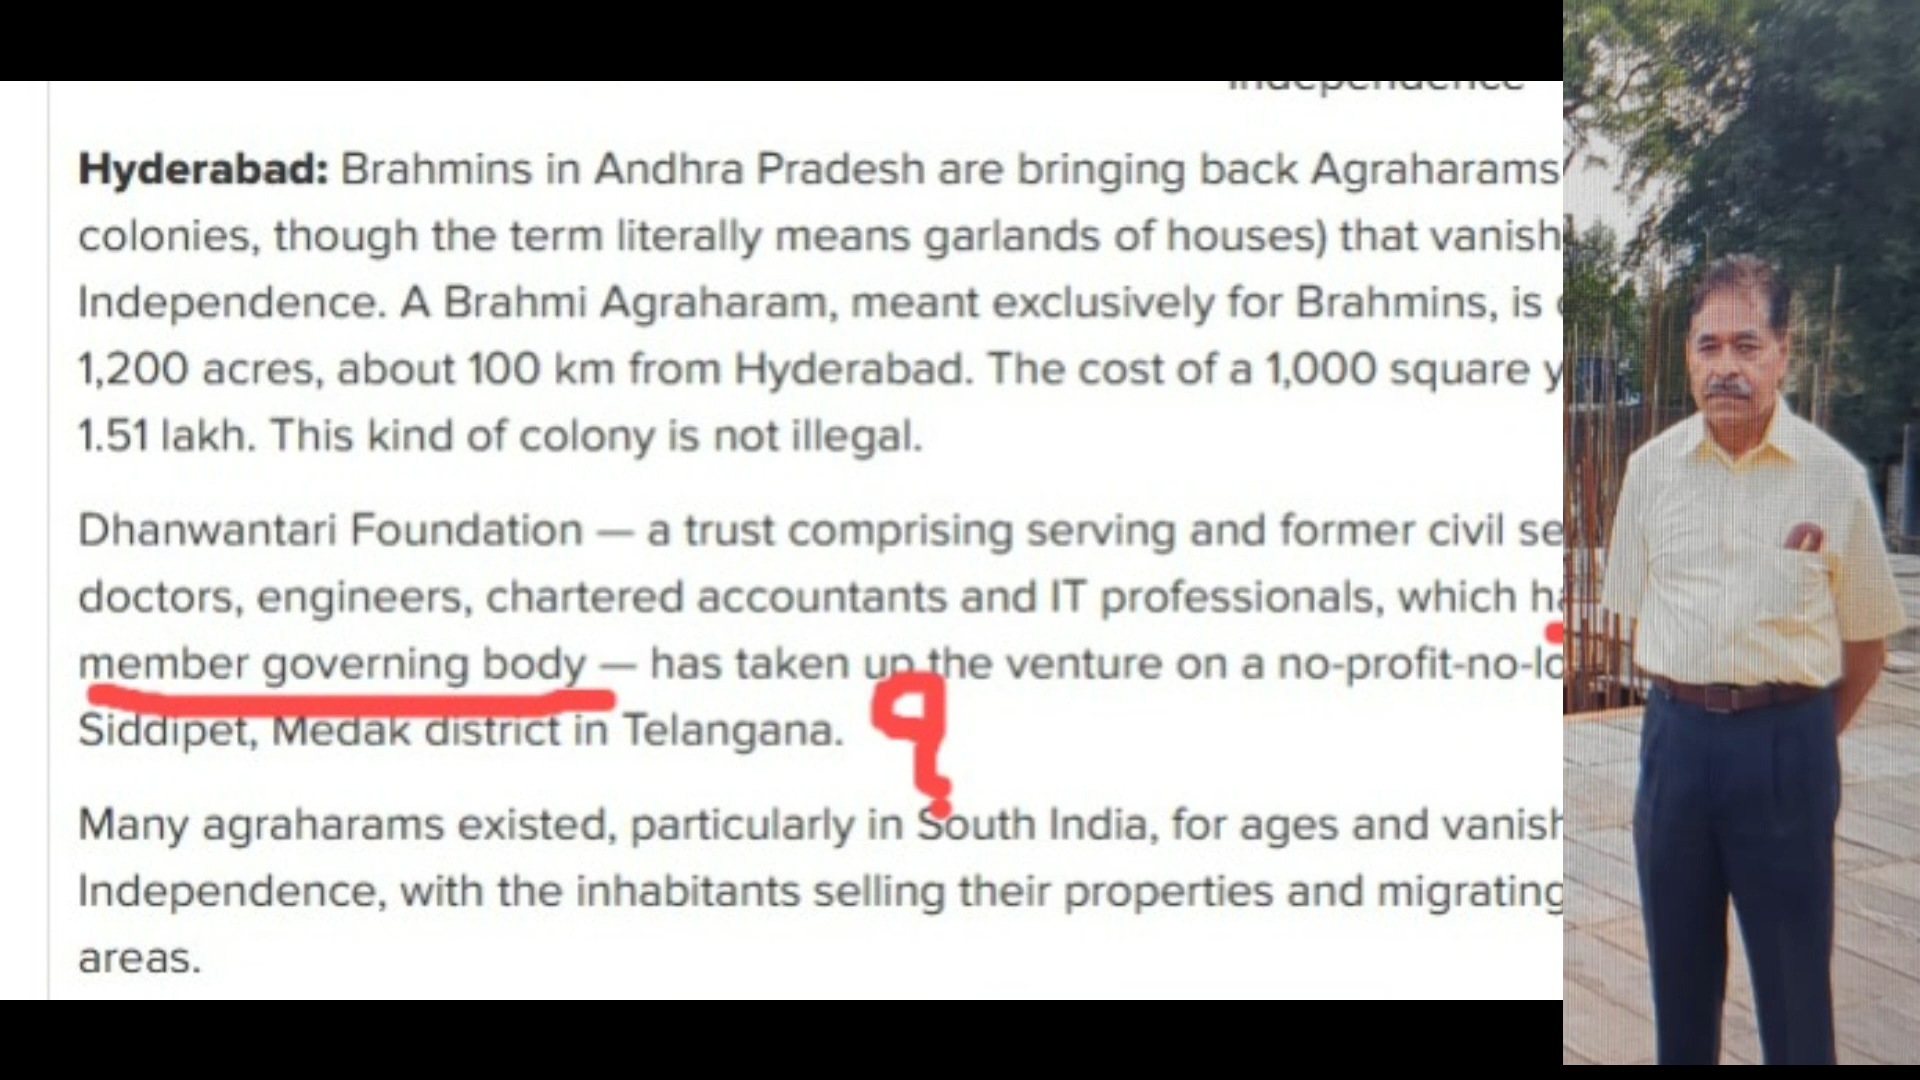 Hyderabad: Brahmins in Andhra Pradesh are bringing back Agraharams
colonies, though the term literally means garlands of houses) that vanish
Independence. A Brahmi Agraharam, meant exclusively for Brahmins, is
1,200 acres, about 100 km from Hyderabad. The cost of a 1,000 square y
1.51 lakh. This kind of colony is not illegal.
Dhanwantari Foundation — a trust comprising serving and former civil se
doctors, engineers, chartered accountants and IT professionals, which ha
member governing body — has taken up the venture on a no-profit-no-lo
Siddipet, Medak district in Telangana.
?
Many agraharams existed, particularly in South India, for ages and vanish
Independence, with the inhabitants selling their properties and migrating
areas.